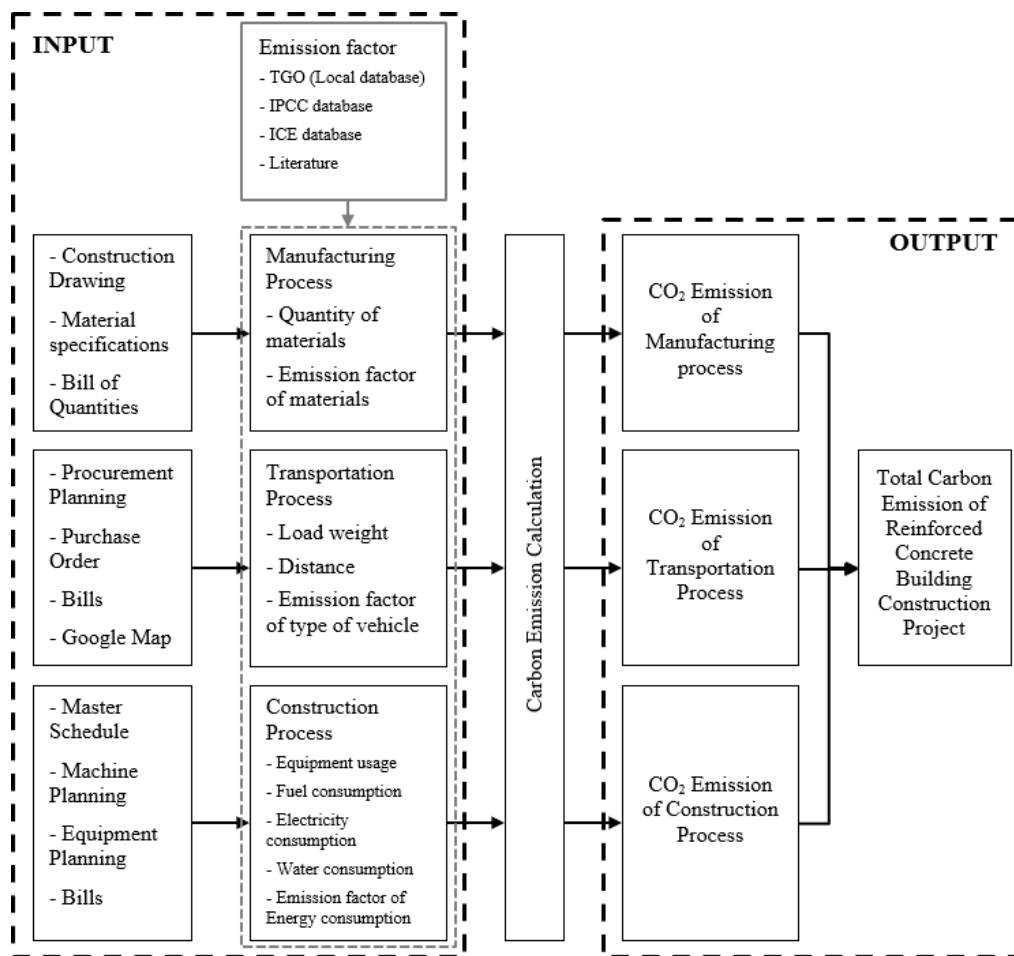 INPUT
Emission factor
- TGO (Local database)
- IPCC database
- ICE database
- Literature
- Construction
Drawing
- Material
specifications
- Bill of
Quantities
Manufacturing
Process
- Quantity of
materials
- Emission factor
of materials
- Procurement
Planning
- Purchase
Order
- Bills
- Google Map
Transportation
Process
- Load weight
- Distance
- Emission factor
of type of vehicle
- Master
Schedule
- Machine
Planning
- Equipment
Planning
- Bills
Construction
Process
- Equipment usage
- Fuel consumption
- Electricity
consumption
- Water consumption
- Emission factor of
Energy consumption
Carbon Emission Calculation
OUTPUT
CO₂ Emission
of
Manufacturing
process
CO₂ Emission
of
Transportation
Process
CO₂ Emission
of Construction
Process
Total Carbon
Emission of
Reinforced
Concrete
Building
Construction
Project